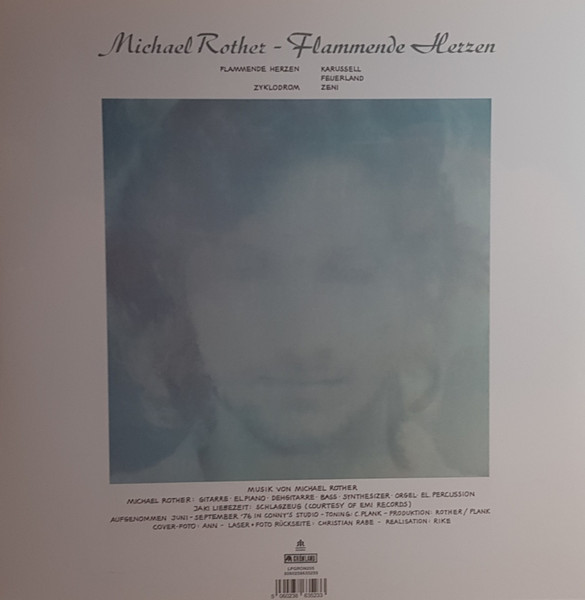 Michael Rother - Flammende Herzen
FLAMMENDE HERZEN KARUSSELL
FEUERLAND
ZYKLODROM ZENI
MUSIK VON MICHAEL ROTHER
MICHAEL ROTHER: GITARRE · EL.PIANO · DEHGITARRE · BASS · SYNTHESIZER · ORGEL · EL. PERCUSSION
JAKI LIEBEZEIT: SCHLAGZEUG (COURTESY OF EMI RECORDS)
AUFGENOMMEN JUNI - SEPTEMBER '76 IN CONNY'S STUDIO - TONING: C. PLANK - PRODUKTION: ROTHER / PLANK
COVER-FOTO: ANN - LASER + FOTO RÜCKSEITE: CHRISTIAN RABE - REALISATION: RIKE
GRÖNLAND